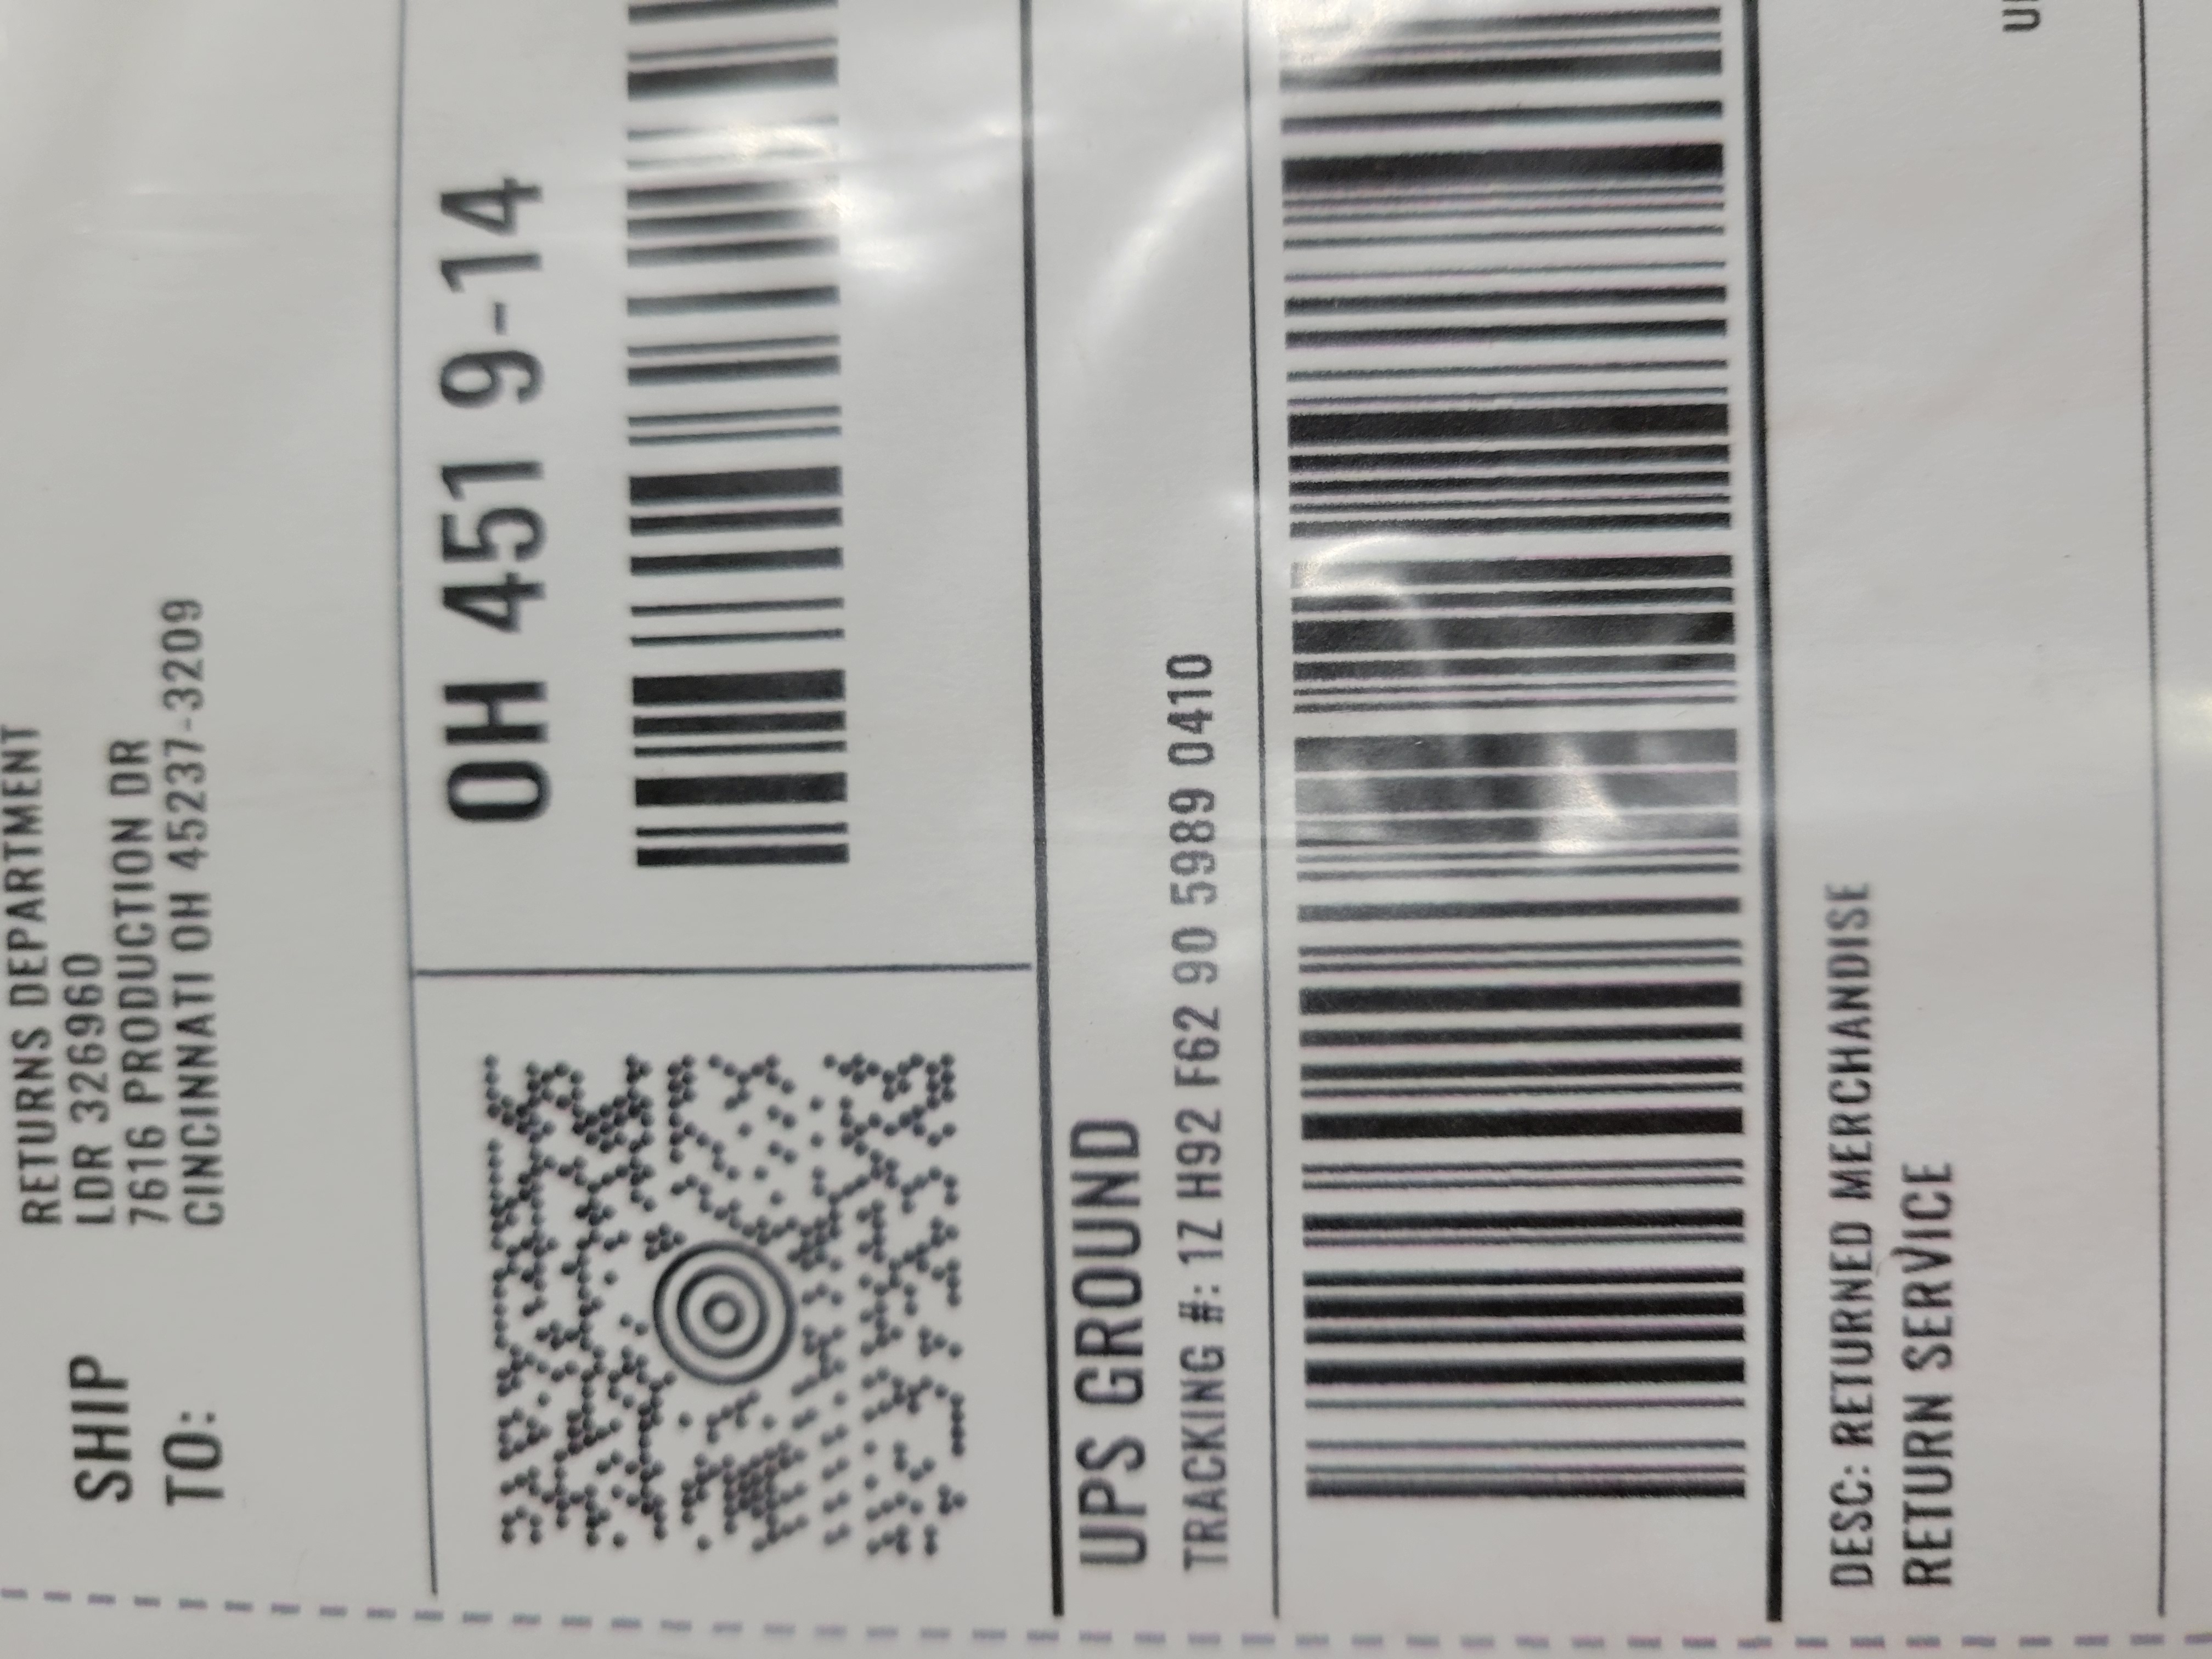 RETURNS DEPARTMENT
LDR 326960
7616 PRODUCTION DR
CINCINNATI OH 45237-3209
SHIP
TO:
OH 451 9-14
UPS GROUND
TRACKING #: 1Z H92 F62 90 5989 0410
DESC: RETURNED MERCHANDISE
RETURN SERVICE